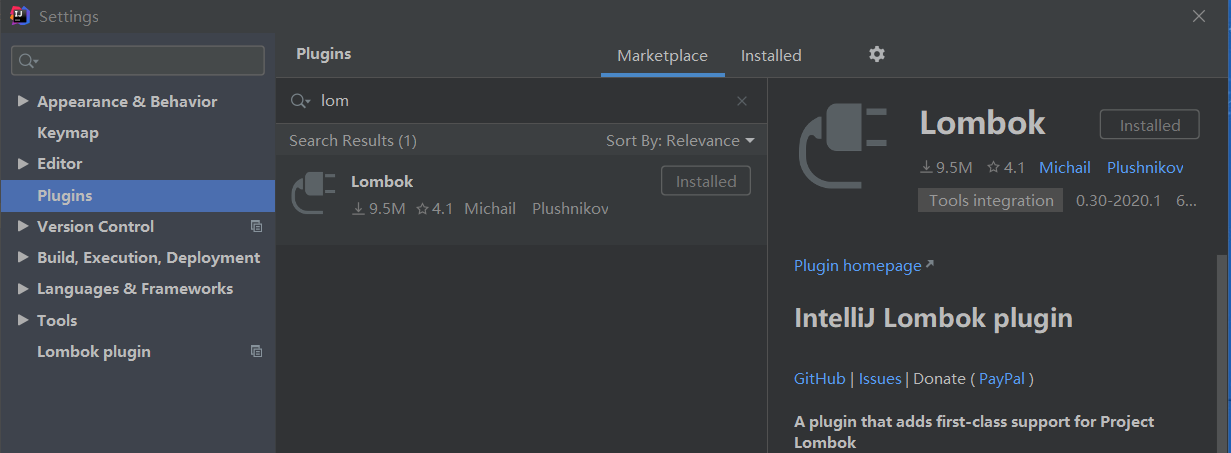 Settings
Plugins
Marketplace
Installed
Appearance & Behavior
Keymap
Editor
Plugins
Version Control
Build, Execution, Deployment
Languages & Frameworks
Tools
Lombok plugin
lom
Search Results (1)
Sort By: Relevance
Lombok
Installed
9.5M 4.1 Michail Plushnikov
Lombok
Installed
9.5M 4.1 Michail Plushnikov
Tools integration 0.30-2020.1 6...
Plugin homepage
IntelliJ Lombok plugin
GitHub | Issues | Donate ( PayPal )
A plugin that adds first-class support for Project
Lombok